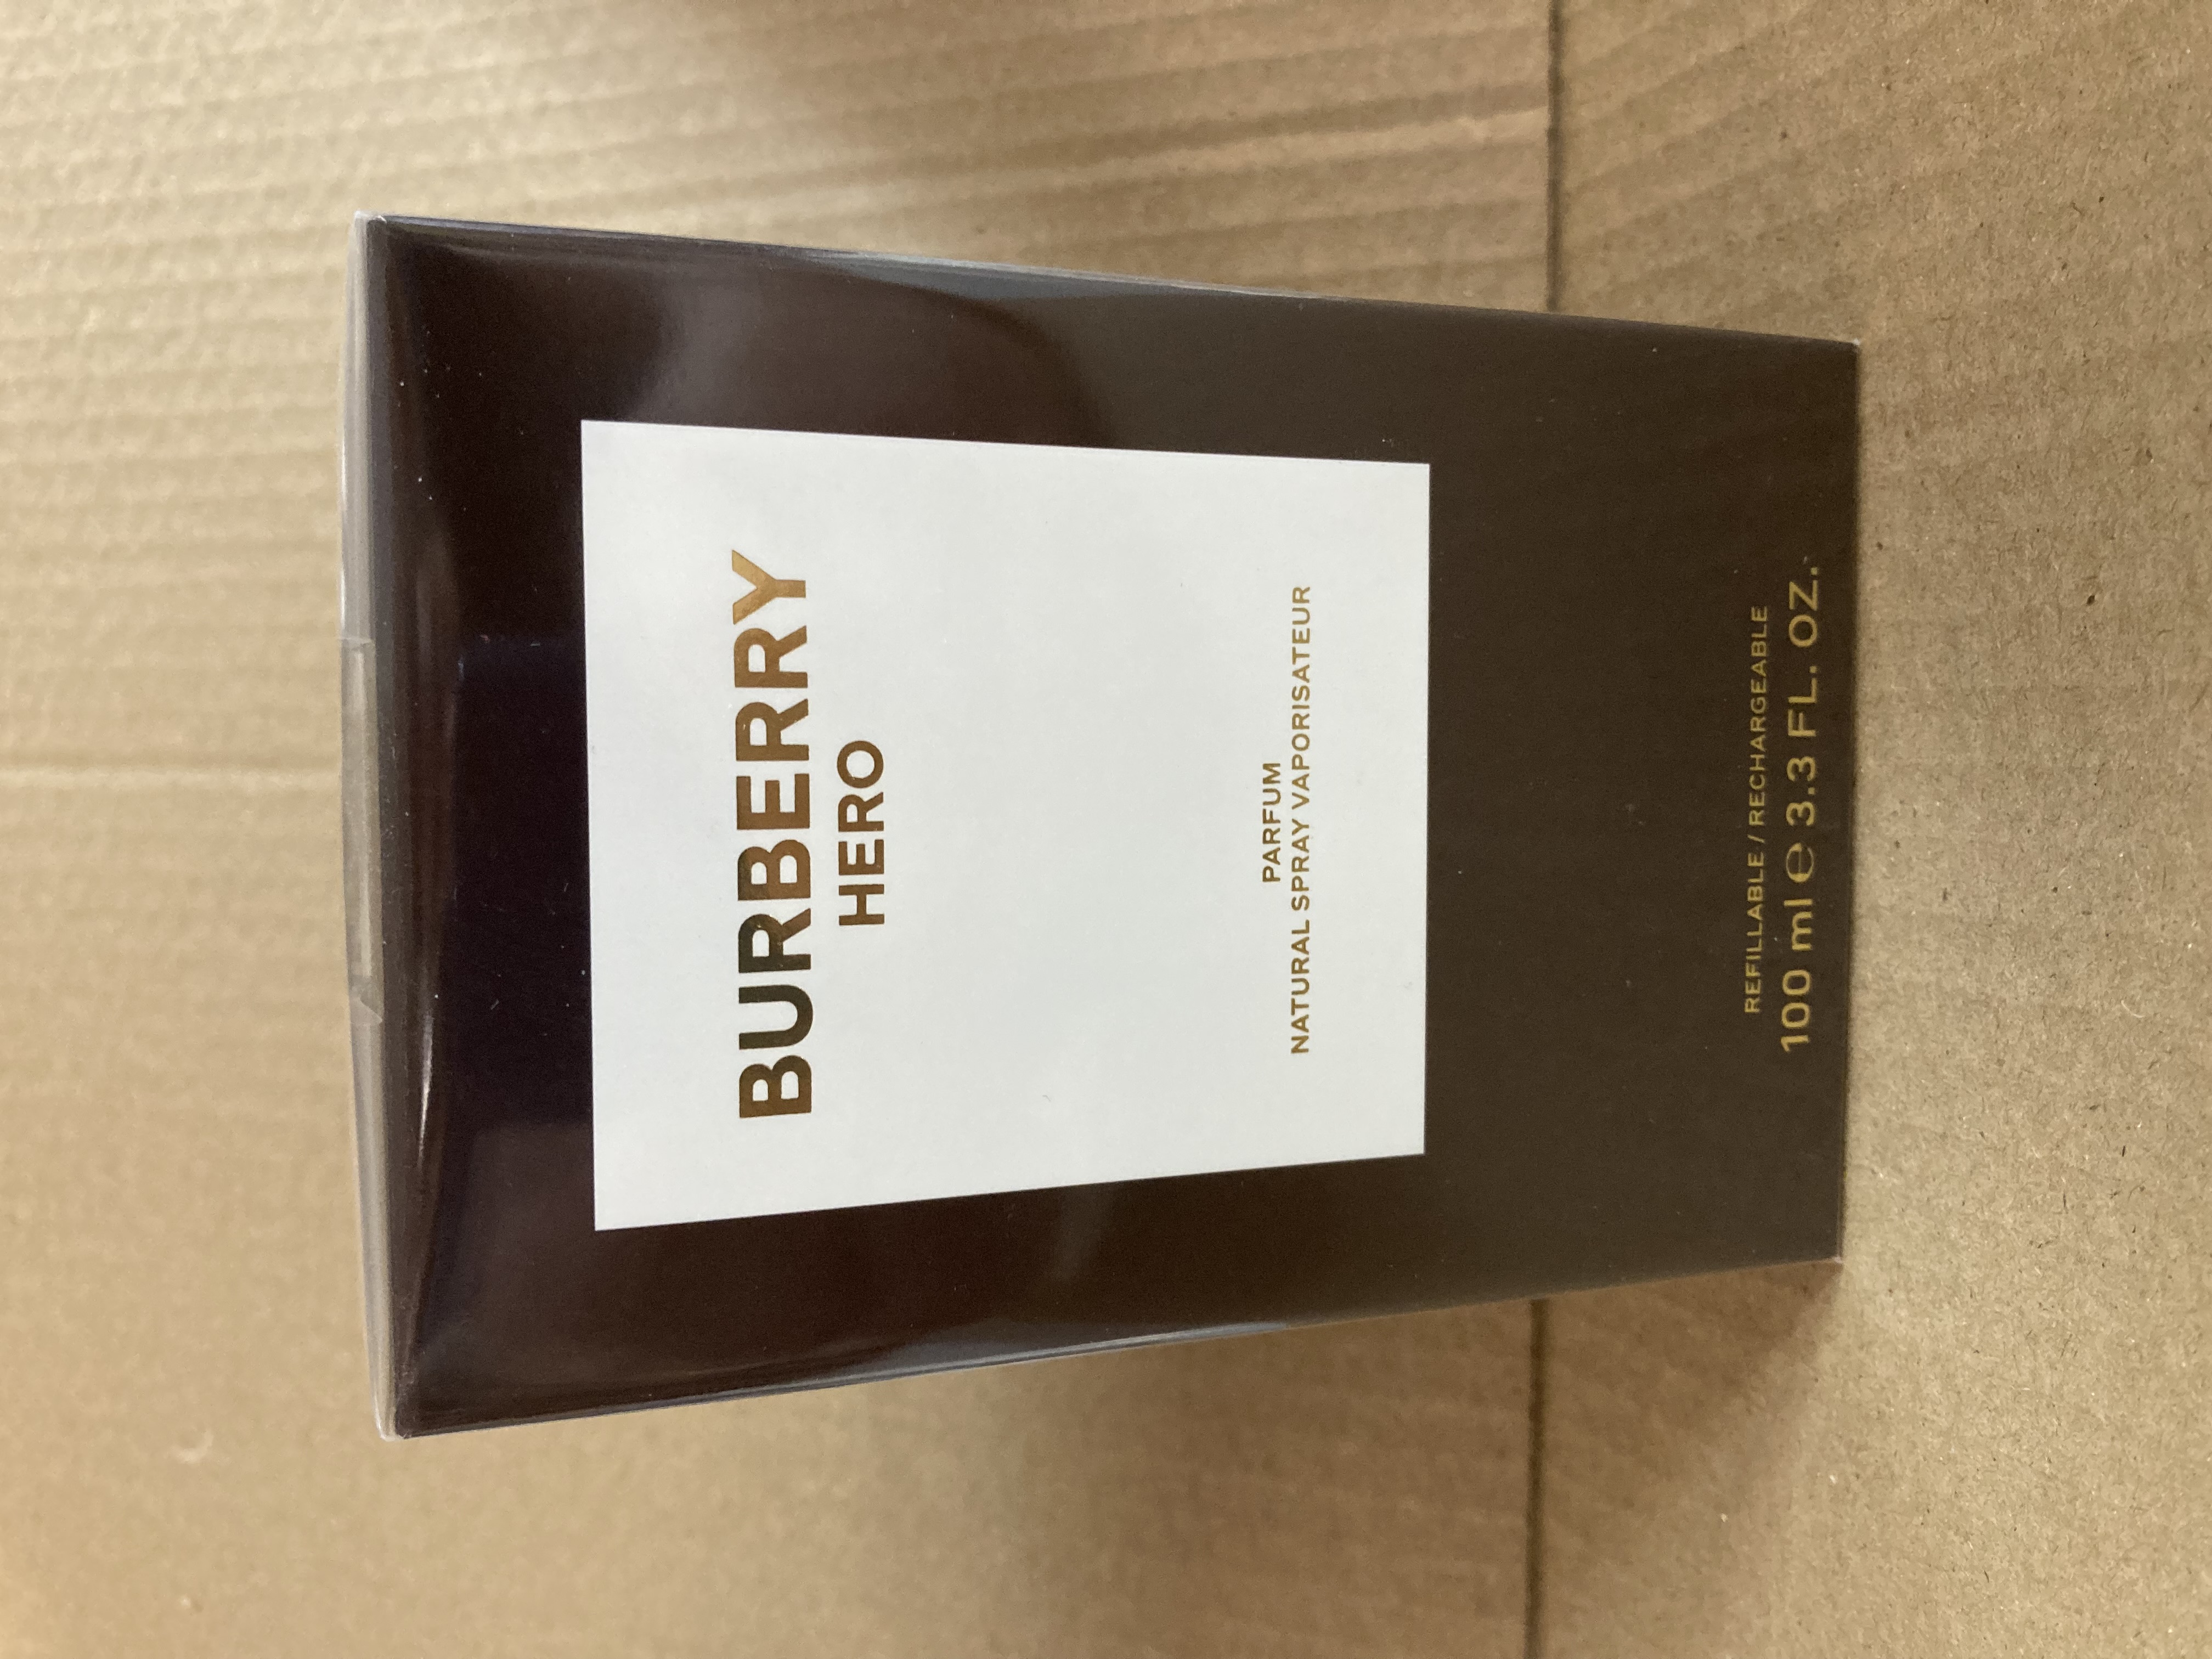 BURBERRY
HERO
PARFUM
NATURAL SPRAY VAPORISATEUR
REFILLABLE / RECHARGEABLE
100 ml ℮ 3.3 FL. OZ.